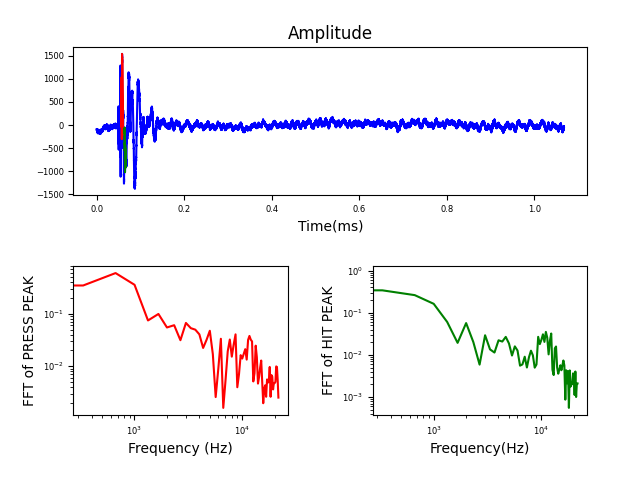 Amplitude
1500
1000
500
0
−500
−1000
−1500
0.0 0.2 0.4 0.6 0.8 1.0
Time(ms)
FFT of PRESS PEAK
10⁻¹
10⁻²
10³ 10⁴
Frequency (Hz)
FFT of HIT PEAK
10⁰
10⁻¹
10⁻²
10⁻³
10³ 10⁴
Frequency(Hz)